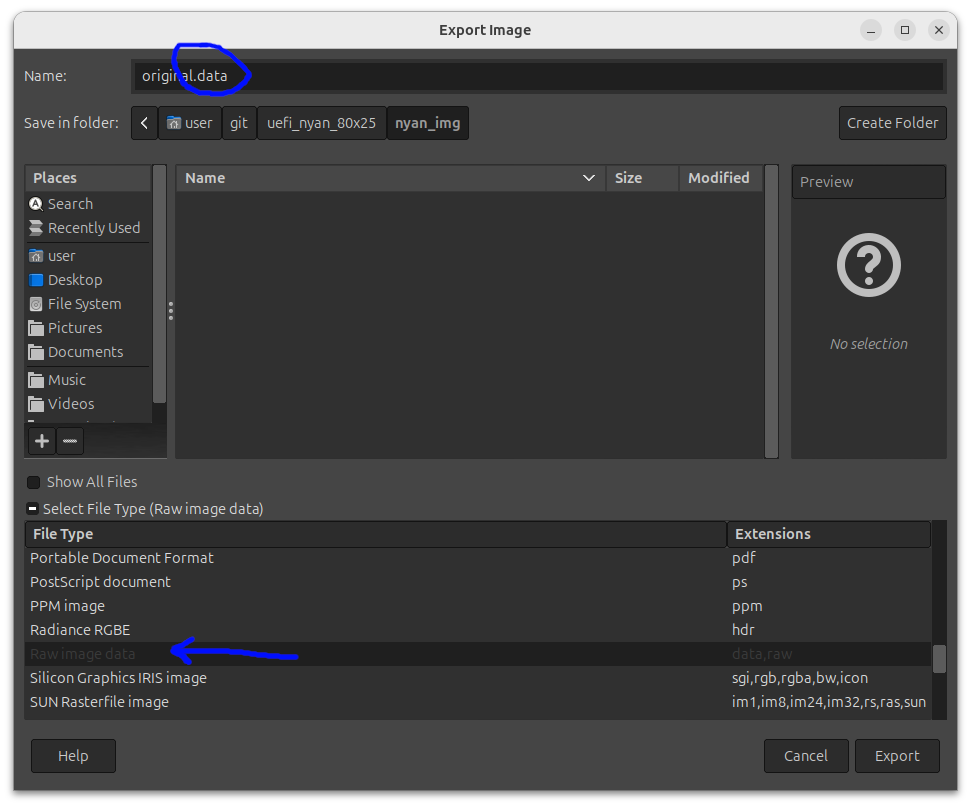 Export Image
Name: original.data
Save in folder: user git uefi_nyan_80x25 nyan_img Create Folder
Places Name Size Modified Preview
Search
Recently Used
user
Desktop
File System
Pictures
No selection
Documents
Music
Videos
Show All Files
Select File Type (Raw image data)
File Type Extensions
Portable Document Format pdf
PostScript document ps
PPM image ppm
Radiance RGBE hdr
Raw image data data,raw
Silicon Graphics IRIS image sgi,rgb,rgba,bw,icon
SUN Rasterfile image im1,im8,im24,im32,rs,ras,sun
Help Cancel Export